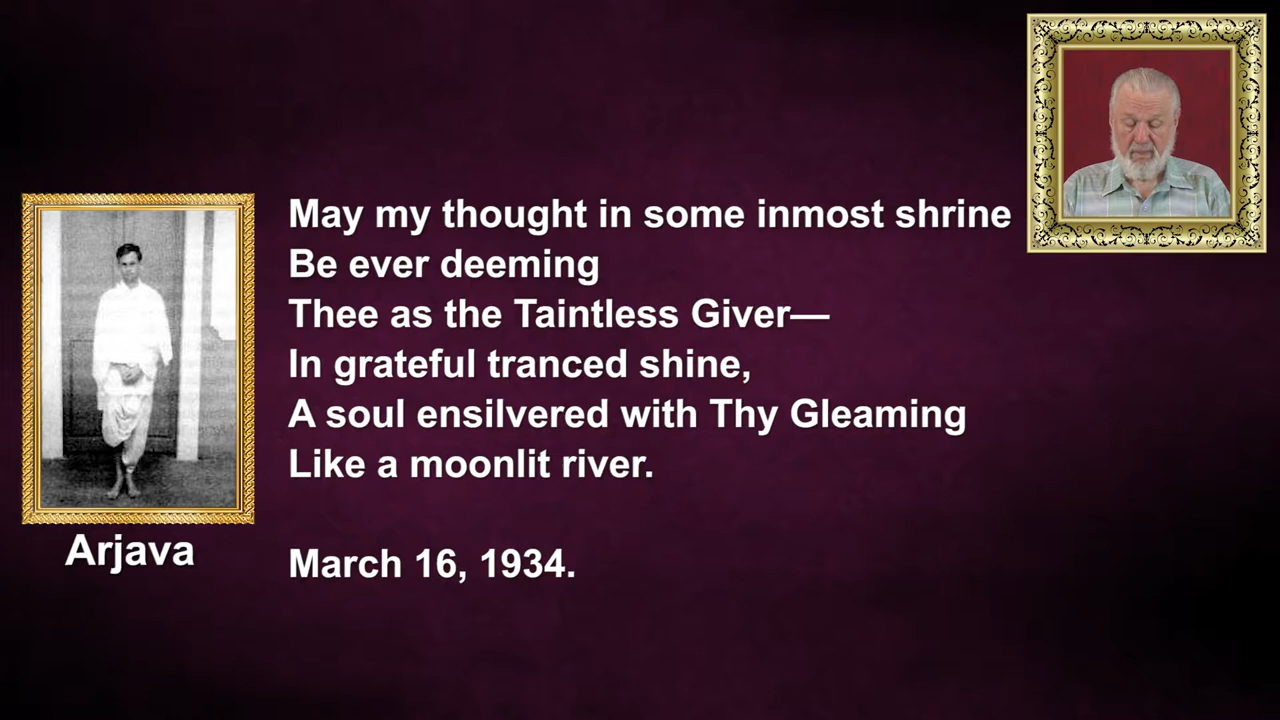 May my thought in some inmost shrine
Be ever deeming
Thee as the Taintless Giver—
In grateful tranced shine,
A soul ensilvered with Thy Gleaming
Like a moonlit river.
March 16, 1934.
Arjava